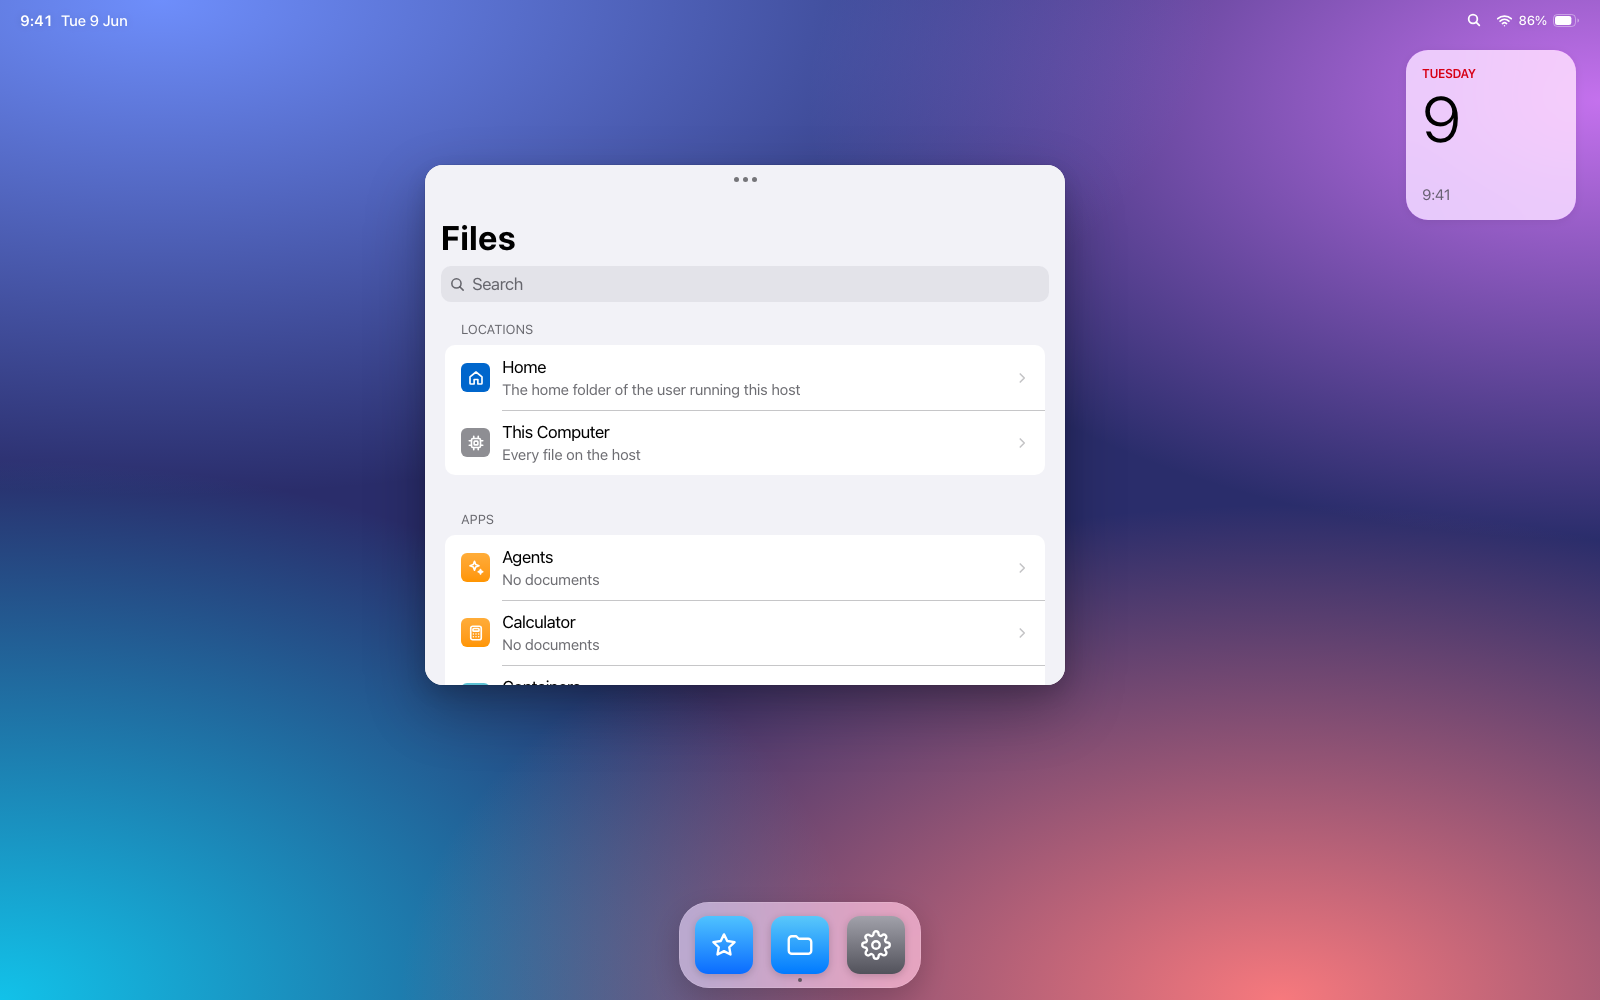 9:41 Tue 9 Jun
86%
TUESDAY
9
9:41
Files
Search
LOCATIONS
Home
The home folder of the user running this host
This Computer
Every file on the host
APPS
Agents
No documents
Calculator
No documents